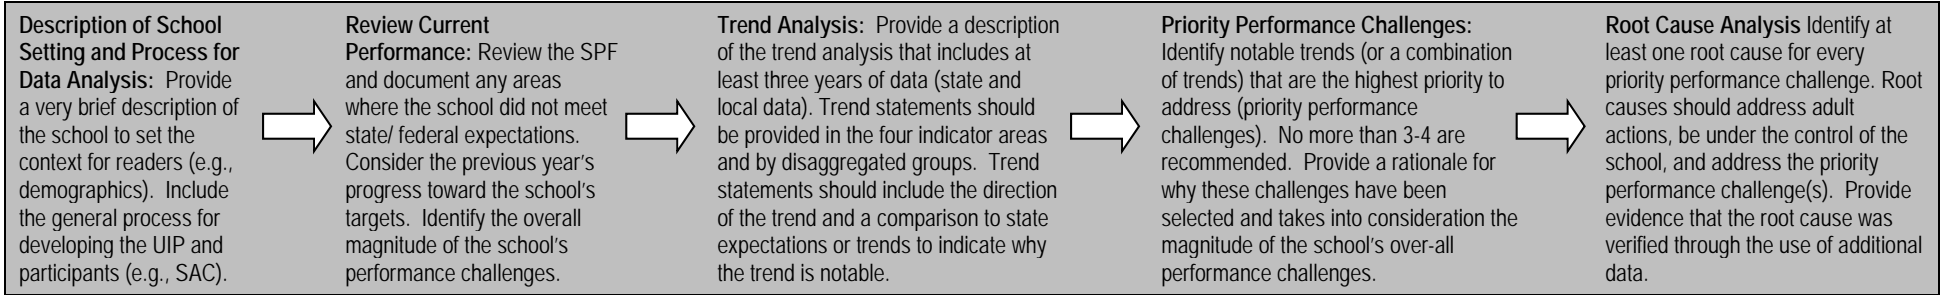 Description of School
Setting and Process for
Data Analysis: Provide
a very brief description of
the school to set the
context for readers (e.g.,
demographics). Include
the general process for
developing the UIP and
participants (e.g., SAC).
Review Current
Performance: Review the SPF
and document any areas
where the school did not meet
state/ federal expectations.
Consider the previous year's
progress toward the school's
targets. Identify the overall
magnitude of the school's
performance challenges.
Trend Analysis: Provide a description
of the trend analysis that includes at
least three years of data (state and
local data). Trend statements should
be provided in the four indicator areas
and by disaggregated groups. Trend
statements should include the direction
of the trend and a comparison to state
expectations or trends to indicate why
the trend is notable.
Priority Performance Challenges:
Identify notable trends (or a combination
of trends) that are the highest priority to
address (priority performance
challenges). No more than 3-4 are
recommended. Provide a rationale for
why these challenges have been
selected and takes into consideration the
magnitude of the school's over-all
performance challenges.
Root Cause Analysis Identify at
least one root cause for every
priority performance challenge. Root
causes should address adult
actions, be under the control of the
school, and address the priority
performance challenge(s). Provide
evidence that the root cause was
verified through the use of additional
data.